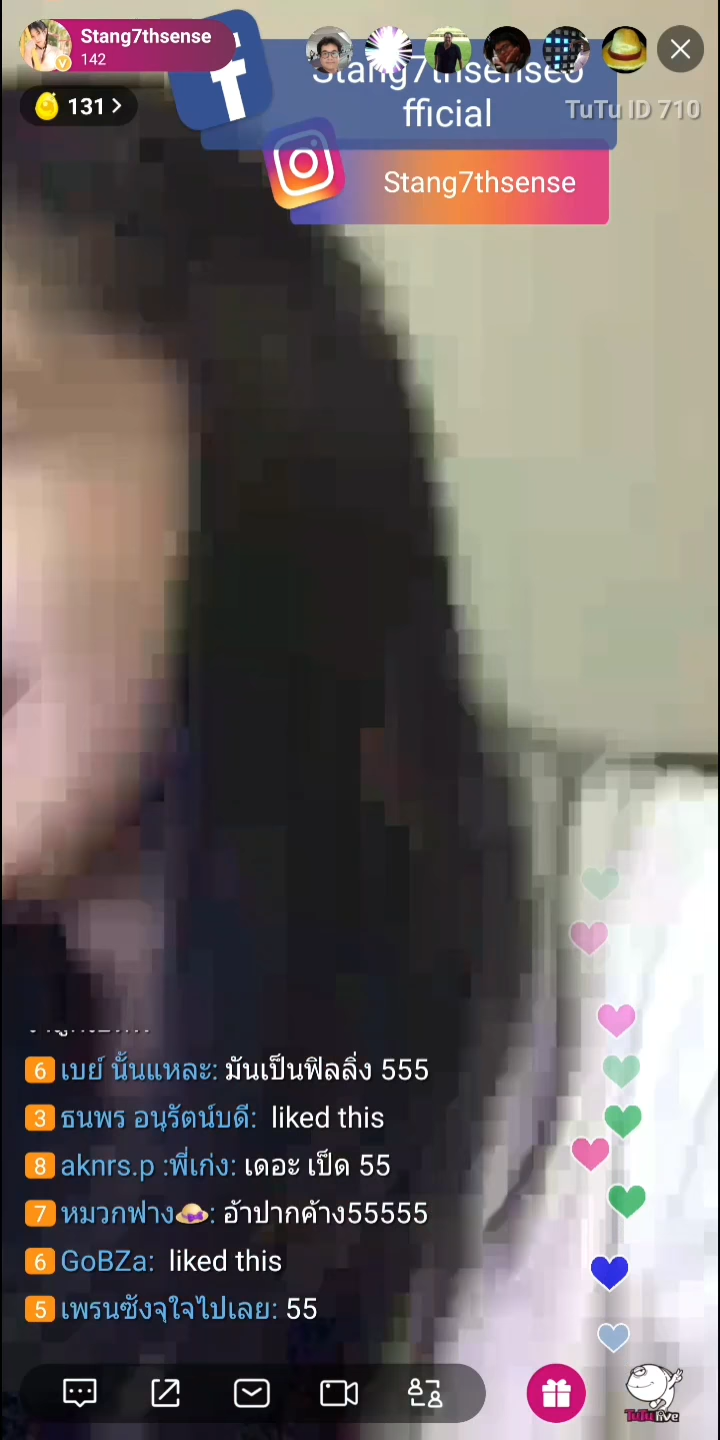 Stang7thsense
142
131
Stang7thsenseo
fficial
TuTu ID 710
Stang7thsense
6 เบย์ นั้นแหละ: มันเป็นฟิลลิ่ง 555
3 ธนพร อนุรัตน์บดี: liked this
8 aknrs.p :พี่เก่ง: เดอะ เป็ด 55
7 หมวกฟาง👒: อ้าปากค้าง55555
6 GoBZa: liked this
5 เพรนซังจุใจไปเลย: 55
TuTu live